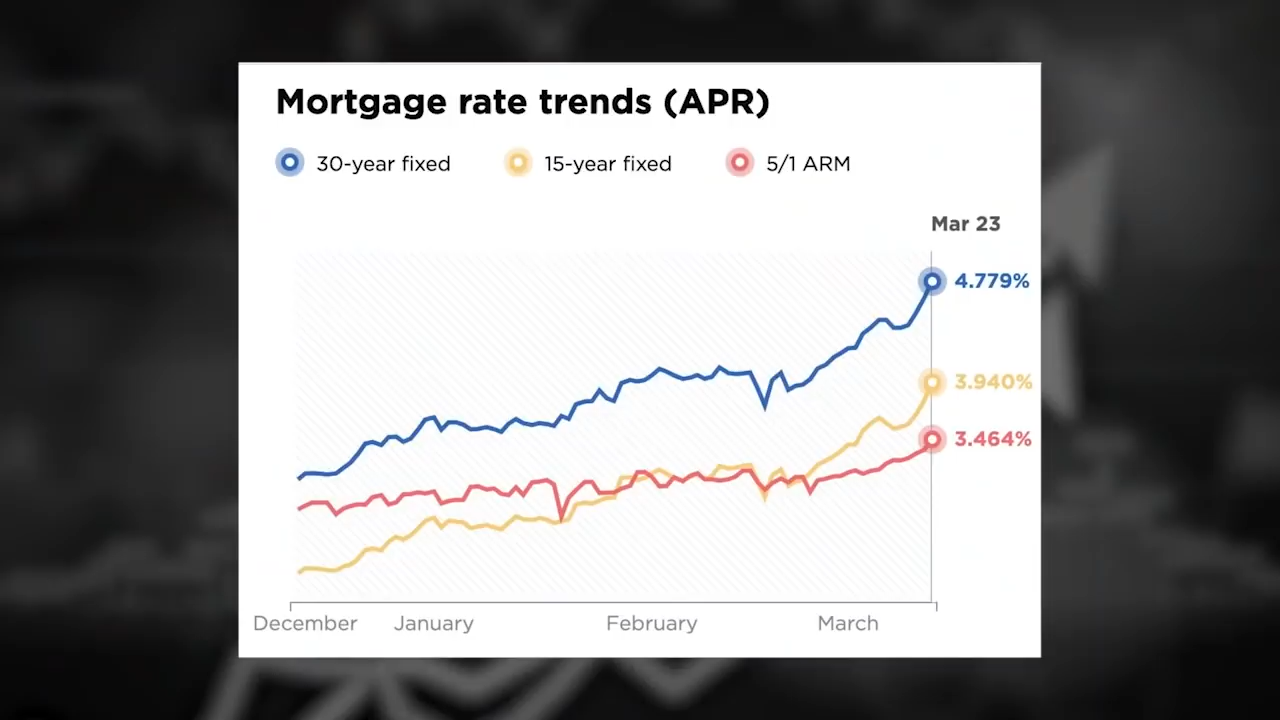 Mortgage rate trends (APR)
30-year fixed 15-year fixed 5/1 ARM
Mar 23
4.779%
3.940%
3.464%
December January February March